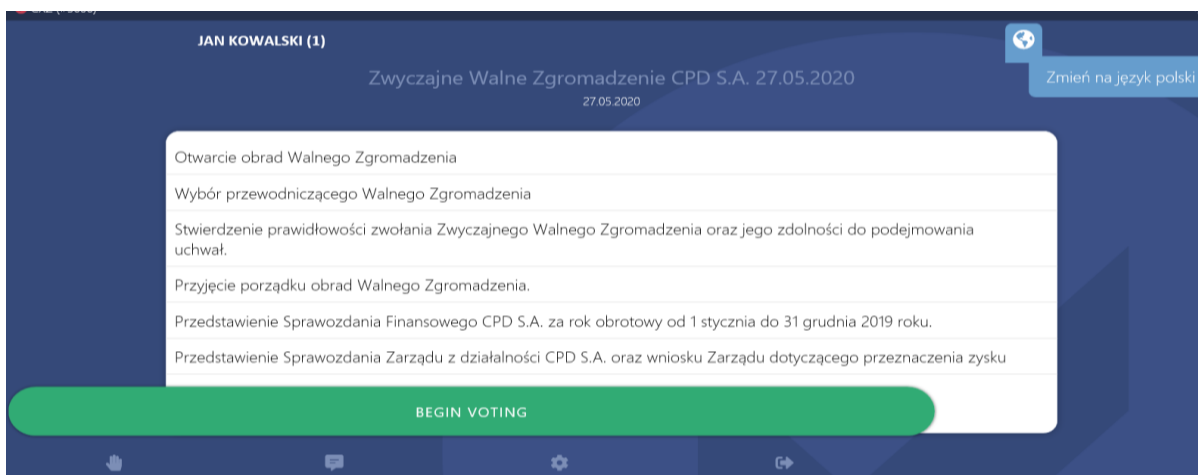 JAN KOWALSKI (1)
Zwyczajne Walne Zgromadzenie CPD S.A. 27.05.2020
Zmień na język polski
27.05.2020
Otwarcie obrad Walnego Zgromadzenia
Wybór przewodniczącego Walnego Zgromadzenia
Stwierdzenie prawidłowości zwołania Zwyczajnego Walnego Zgromadzenia oraz jego zdolności do podejmowania
uchwał.
Przyjęcie porządku obrad Walnego Zgromadzenia.
Przedstawienie Sprawozdania Finansowego CPD S.A. za rok obrotowy od 1 stycznia do 31 grudnia 2019 roku.
Przedstawienie Sprawozdania Zarządu z działalności CPD S.A. oraz wniosku Zarządu dotyczącego przeznaczenia zysku
BEGIN VOTING